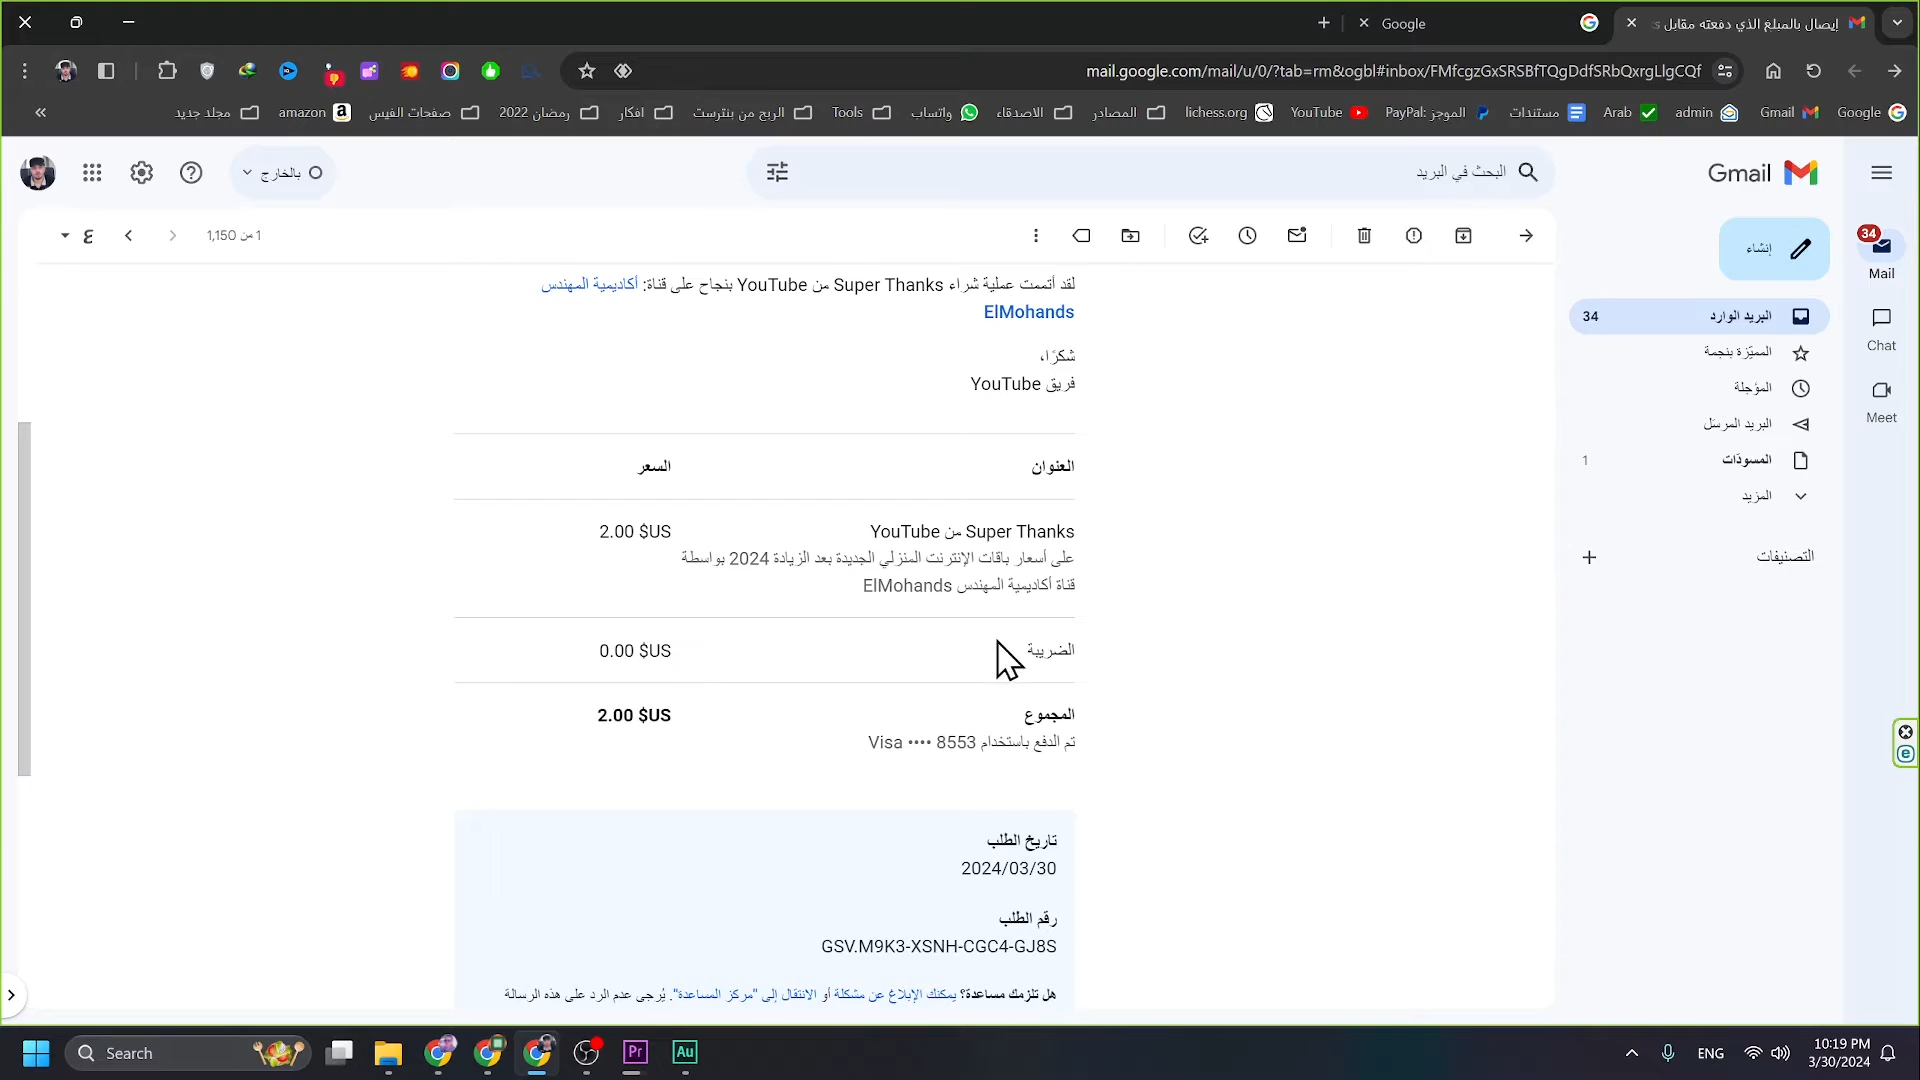 إيصال بالمبلغ الذي دفعته مقابل
Google
mail.google.com/mail/u/0/?tab=rm&ogbl#inbox/FMfcgzGxSRSBfTQgDdfSRbQxrgLlgCQf
Google
Gmail
admin
Arab
مستندات
PayPal: الموجز
YouTube
lichess.org
المصادر
الاصدقاء
واتساب
Tools
الربح من بنترست
افكار
رمضان 2022
صفحات الفيس
amazon
مجلد جديد
Gmail
البحث في البريد
بالخارج
34
Mail
Chat
Meet
إنشاء
البريد الوارد 34
المميّزة بنجمة
المؤجلة
البريد المرسَل
المسودّات 1
المزيد
التصنيفات
1 من 1,150
ع
لقد أتممت عملية شراء Super Thanks من YouTube بنجاح على قناة: أكاديمية المهندس
ElMohands
شكرًا،
فريق YouTube
العنوان السعر
Super Thanks من YouTube 2.00 $US
على أسعار باقات الإنترنت المنزلي الجديدة بعد الزيادة 2024 بواسطة
قناة أكاديمية المهندس ElMohands
الضريبة 0.00 $US
المجموع 2.00 $US
تم الدفع باستخدام Visa •••• 8553
تاريخ الطلب
2024/03/30
رقم الطلب
GSV.M9K3-XSNH-CGC4-GJ8S
هل تلزمك مساعدة؟ يمكنك الإبلاغ عن مشكلة أو الانتقال إلى "مركز المساعدة". يُرجى عدم الرد على هذه الرسالة
Search
Pr
Au
ENG
10:19 PM
3/30/2024